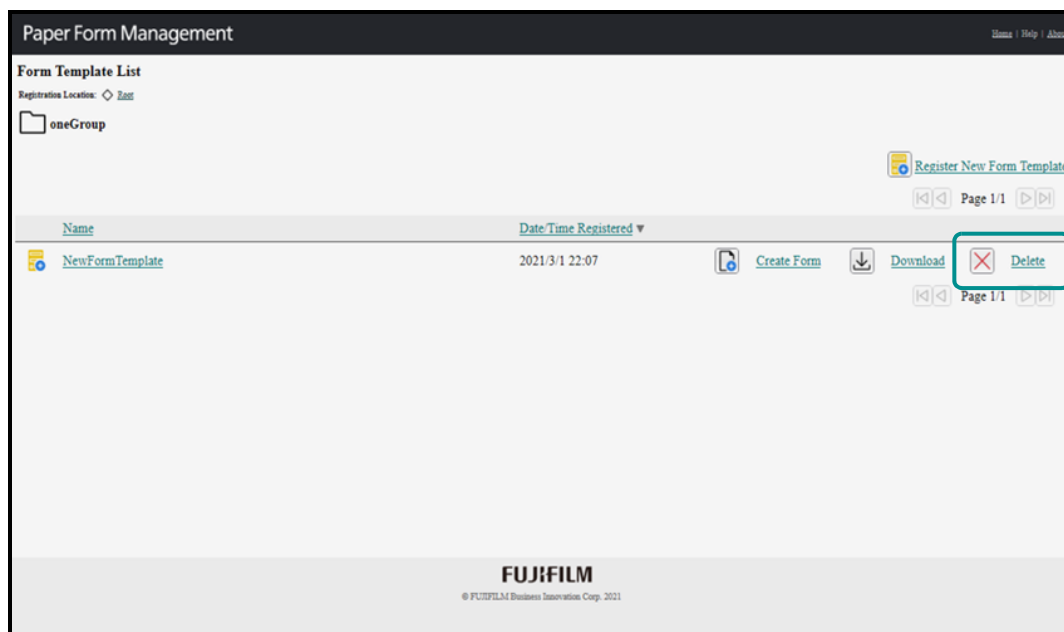 Paper Form Management
Home | Help | Abou
Form Template List
Registration Location: Root
oneGroup
Register New Form Template
Page 1/1
Name Date/Time Registered ▼
NewFormTemplate 2021/3/1 22:07 Create Form Download Delete
Page 1/1
FUJIFILM
© FUJIFILM Business Innovation Corp. 2021